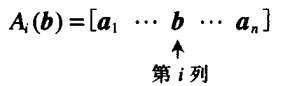 A_i(b)=[a_1 ⋯ b ⋯ a_n]
↑
第 i 列